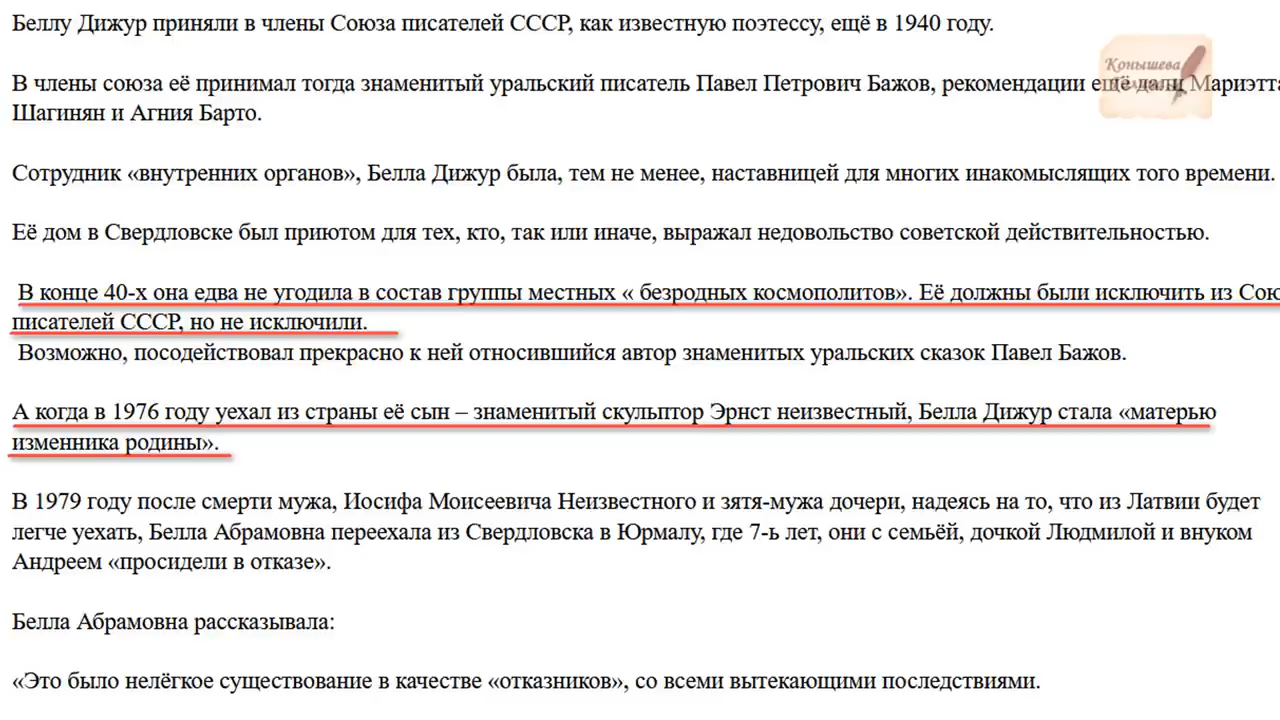 Беллу Дижур приняли в члены Союза писателей СССР, как известную поэтессу, ещё в 1940 году.
В члены союза её принимал тогда знаменитый уральский писатель Павел Петрович Бажов, рекомендации ещё дали Мариэтта
Шагинян и Агния Барто.
Сотрудник «внутренних органов», Белла Дижур была, тем не менее, наставницей для многих инакомыслящих того времени.
Её дом в Свердловске был приютом для тех, кто, так или иначе, выражал недовольство советской действительностью.
В конце 40-х она едва не угодила в состав группы местных « безродных космополитов». Её должны были исключить из Сою
писателей СССР, но не исключили.
Возможно, посодействовал прекрасно к ней относившийся автор знаменитых уральских сказок Павел Бажов.
А когда в 1976 году уехал из страны её сын – знаменитый скульптор Эрнст неизвестный, Белла Дижур стала «матерью
изменника родины».
В 1979 году после смерти мужа, Иосифа Моисеевича Неизвестного и зятя-мужа дочери, надеясь на то, что из Латвии будет
легче уехать, Белла Абрамовна переехала из Свердловска в Юрмалу, где 7-ь лет, они с семьёй, дочкой Людмилой и внуком
Андреем «просидели в отказе».
Белла Абрамовна рассказывала:
«Это было нелёгкое существование в качестве «отказников», со всеми вытекающими последствиями.
Копышева